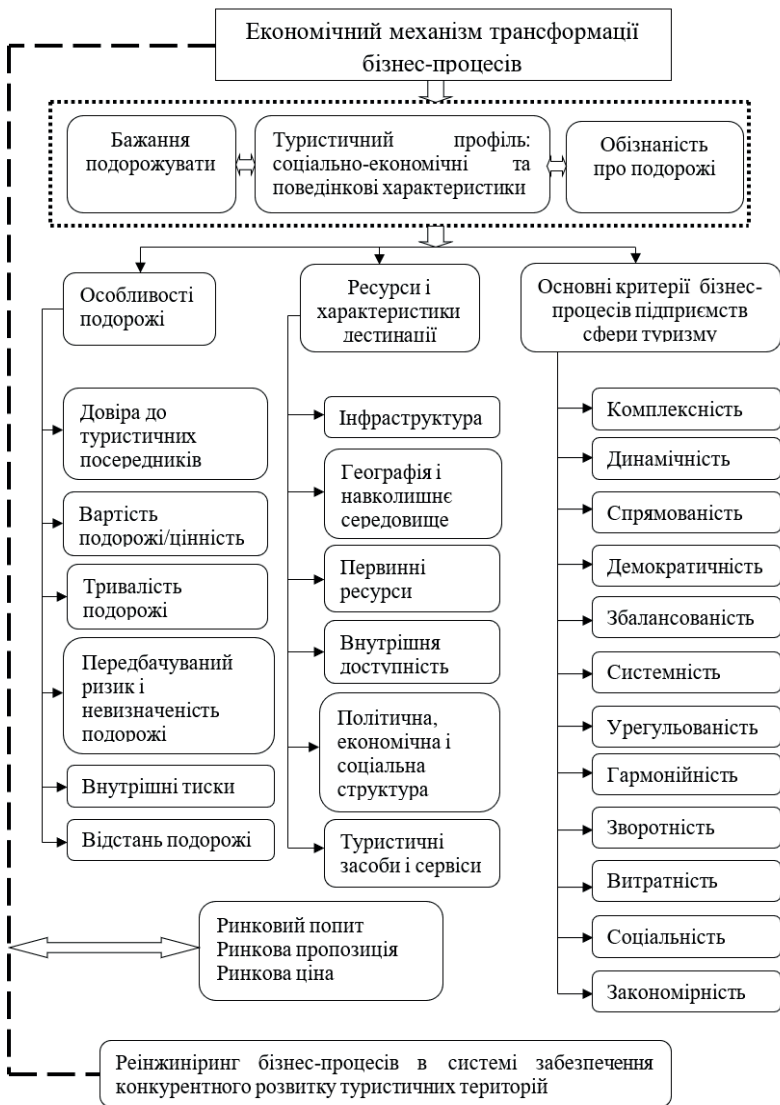 Економічний механізм трансформації
бізнес-процесів
Бажання
подорожувати
Туристичний профіль:
соціально-економічні та
поведінкові характеристики
Обізнаність
про подорожі
Особливості
подорожі
Довіра до
туристичних
посередників
Вартість
подорожі/цінність
Тривалість
подорожі
Передбачуваний
ризик і
невизначеність
подорожі
Внутрішні тиски
Відстань подорожі
Ресурси і
характеристики
дестинації
Інфраструктура
Географія і
навколишнє
середовище
Первинні
ресурси
Внутрішня
доступність
Політична,
економічна і
соціальна
структура
Туристичні
засоби і сервіси
Основні критерії бізнес-
процесів підприємств
сфери туризму
Комплексність
Динамічність
Спрямованість
Демократичність
Збалансованість
Системність
Урегульованість
Гармонійність
Зворотність
Витратність
Соціальність
Закономірність
Ринковий попит
Ринкова пропозиція
Ринкова ціна
Реінжиніринг бізнес-процесів в системі забезпечення
конкурентного розвитку туристичних територій